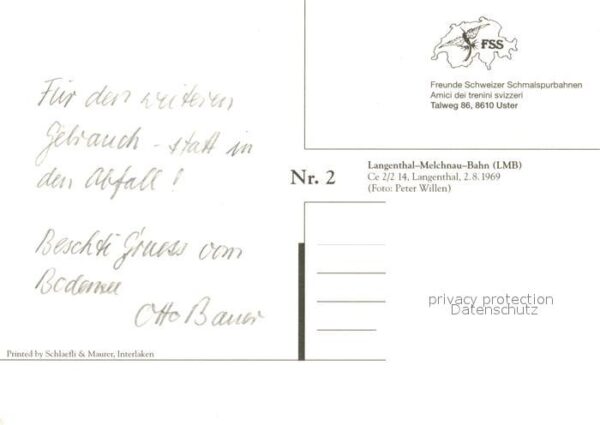 Für den weiteren
Gebrauch - statt in
den Abfall!
Beschti Gruess vom
Bodensee
Otto Bauer
Printed by Schlaefli & Maurer, Interlaken
FSS
Freunde Schweizer Schmalspurbahnen
Amici dei trenini svizzeri
Talweg 86, 8610 Uster
Nr. 2
Langenthal–Melchnau–Bahn (LMB)
Ce 2/2 14, Langenthal, 2.8.1969
(Foto: Peter Willen)
privacy protection
Datenschutz